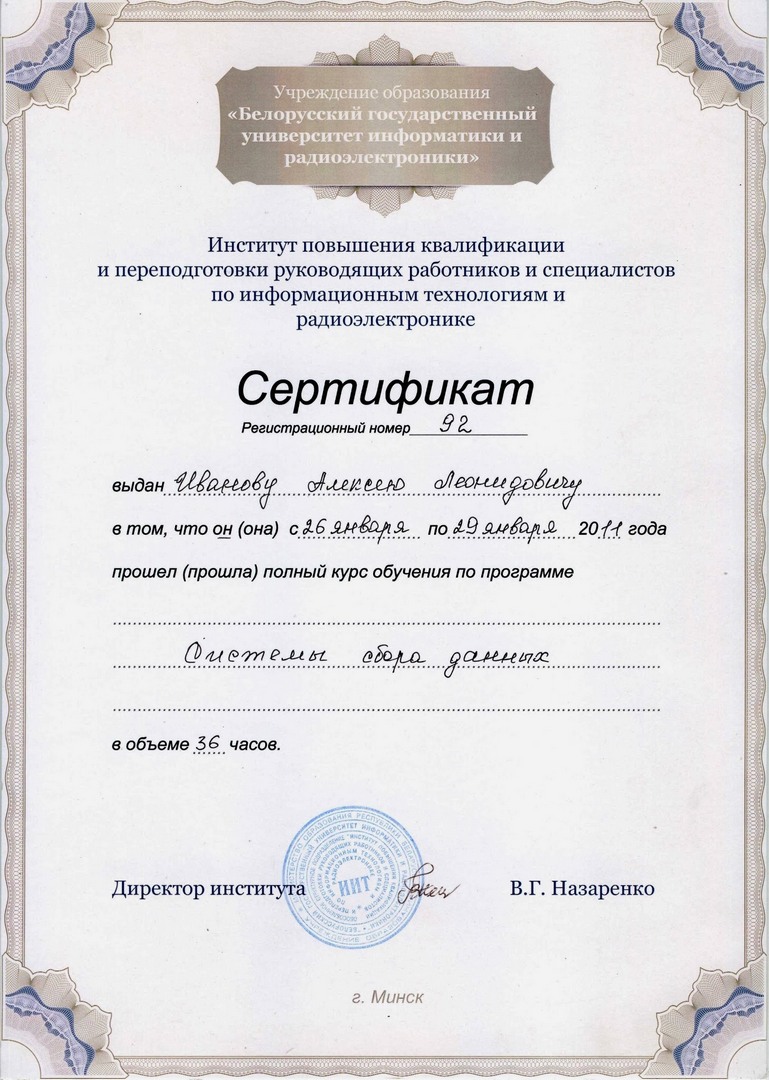 Учреждение образования
«Белорусский государственный
университет информатики и
радиоэлектроники»
Институт повышения квалификации
и переподготовки руководящих работников и специалистов
по информационным технологиям и
радиоэлектронике
Сертификат
Регистрационный номер 92
выдан Иванову Алексею Леонидовичу
в том, что он (она) с 26 января по 29 января 2011 года
прошел (прошла) полный курс обучения по программе
Системы сбора данных
в объеме 36 часов.
ИИТ
Директор института В.Г. Назаренко
г. Минск